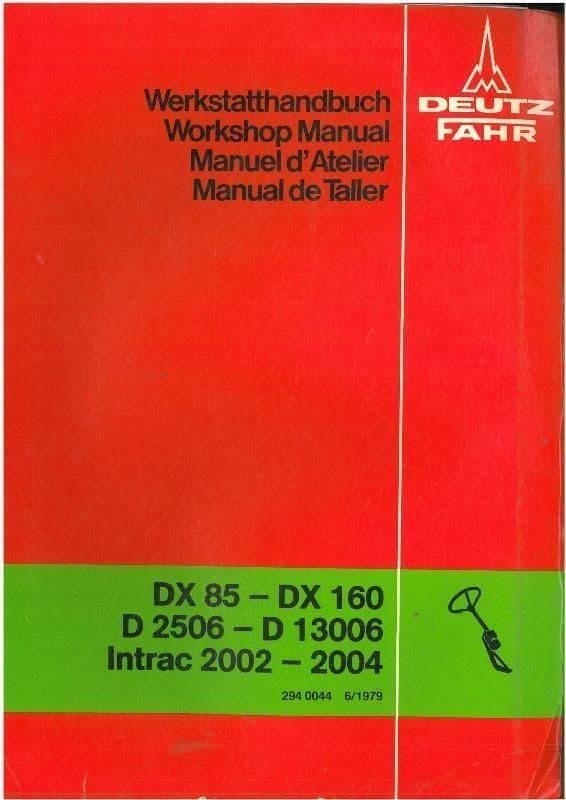 Werkstatthandbuch
Workshop Manual
Manuel d'Atelier
Manual de Taller
DEUTZ
FAHR
DX 85 – DX 160
D 2506 – D 13006
Intrac 2002 – 2004
294 0044 6/1979